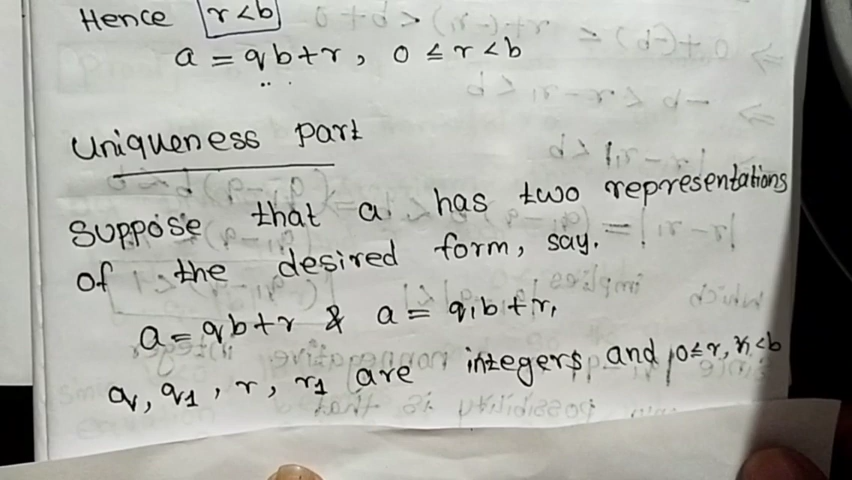 Hence r<b
a = qb+r, 0 ≤ r < b
Uniqueness part
suppose that a has two representations
of the desired form, say.
a = qb+r & a = q₁b+r₁
q, q₁, r, r₁ are integers and 0≤r, r₁<b